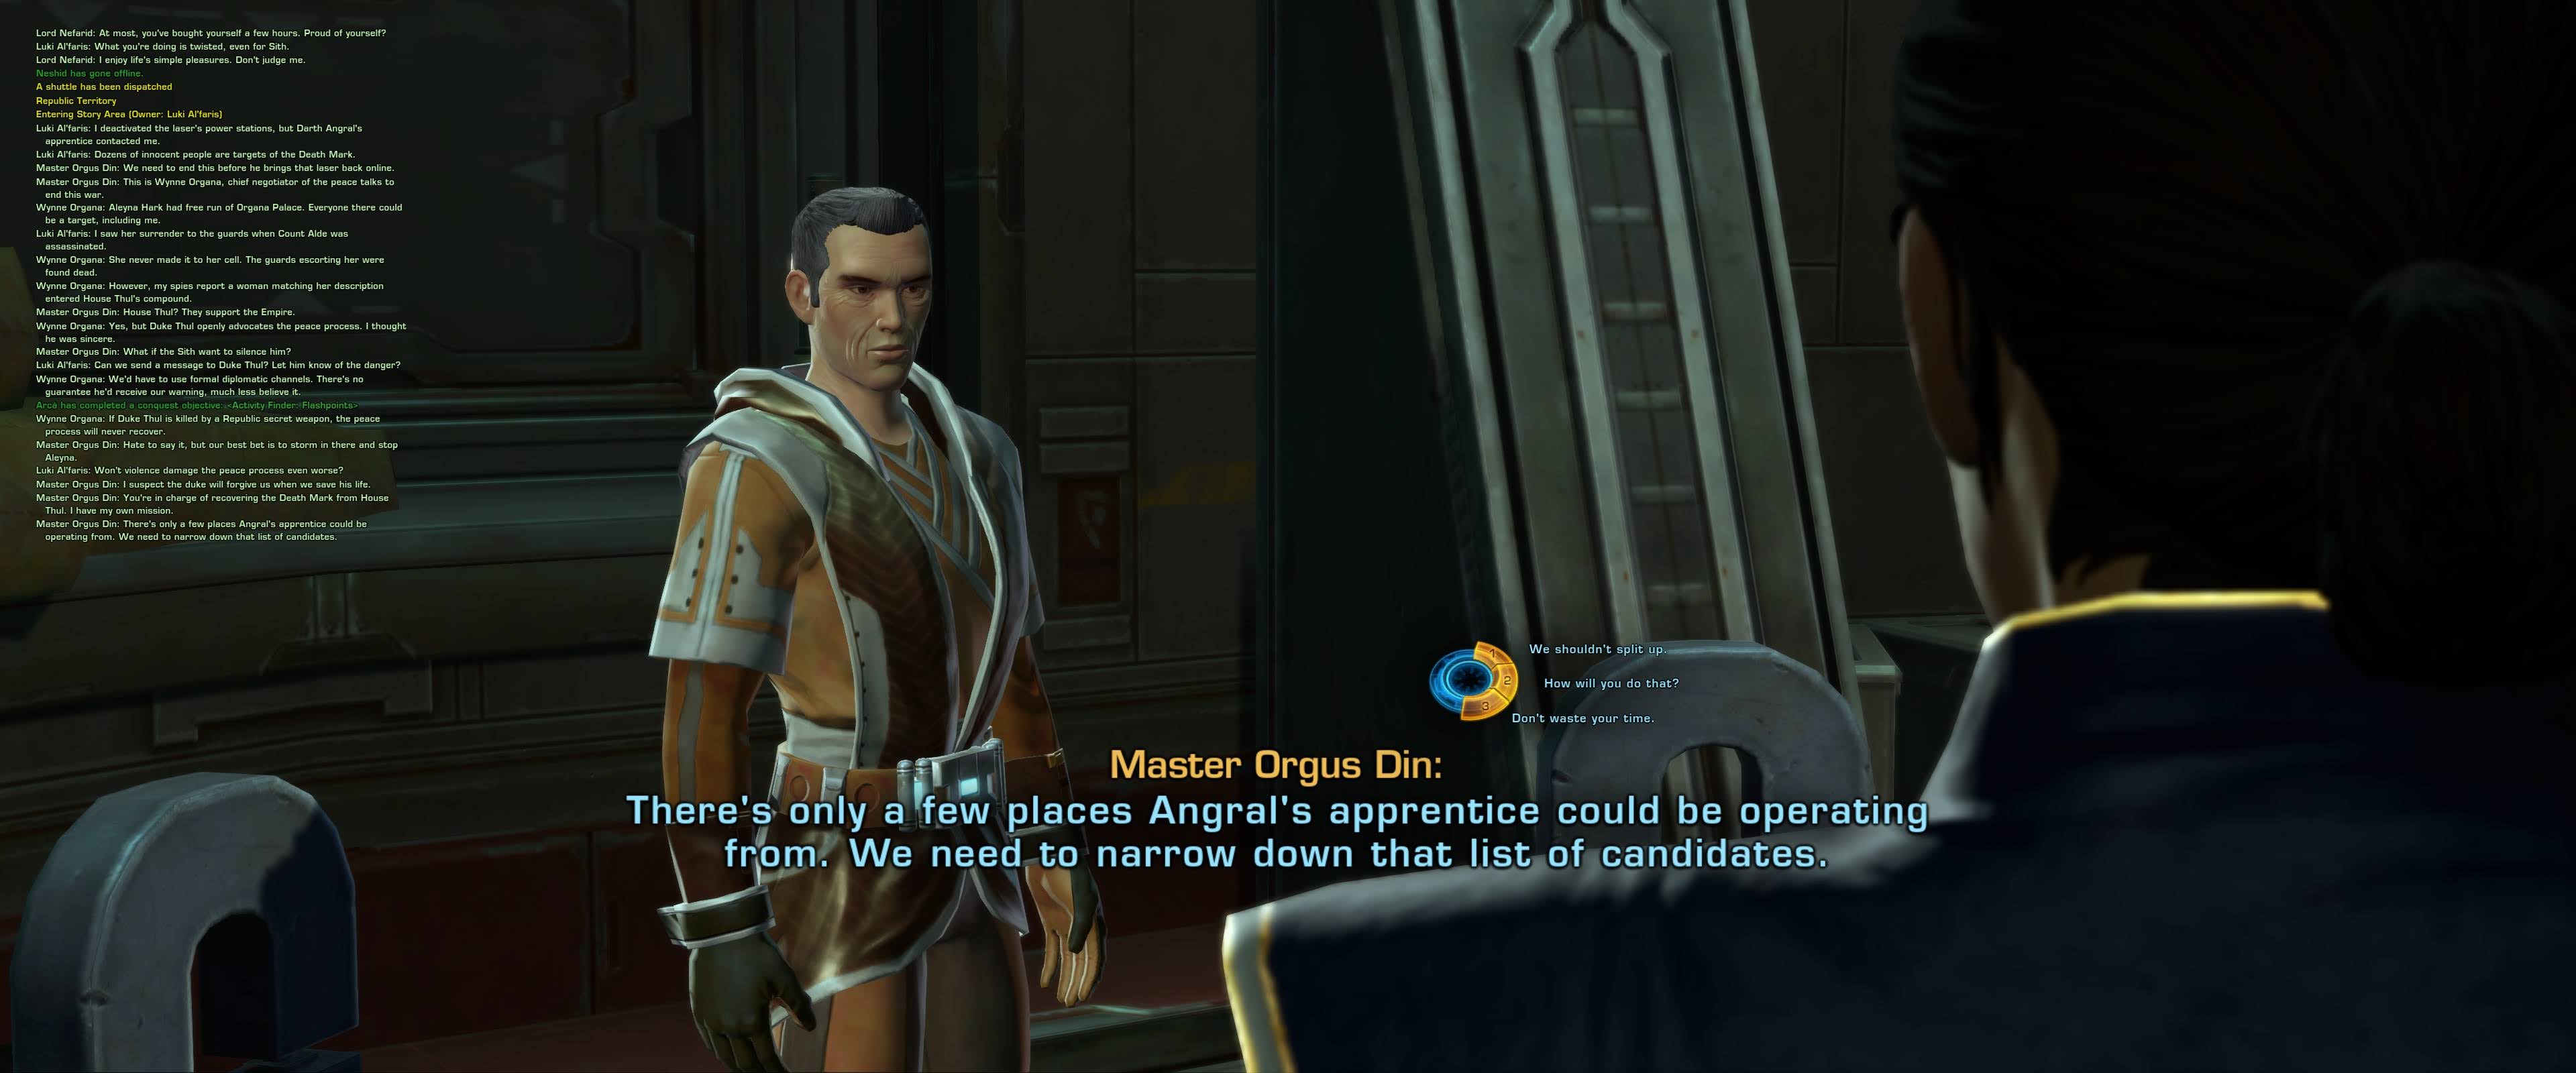 Lord Nefarid: At most, you've bought yourself a few hours. Proud of yourself?
Luki Al'faris: What you're doing is twisted, even for Sith.
Lord Nefarid: I enjoy life's simple pleasures. Don't judge me.
Neshid has gone offline.
A shuttle has been dispatched
Republic Territory
Entering Story Area (Owner: Luki Al'faris)
Luki Al'faris: I deactivated the laser's power stations, but Darth Angral's
apprentice contacted me.
Luki Al'faris: Dozens of innocent people are targets of the Death Mark.
Master Orgus Din: We need to end this before he brings that laser back online.
Master Orgus Din: This is Wynne Organa, chief negotiator of the peace talks to
end this war.
Wynne Organa: Aleyna Hark had free run of Organa Palace. Everyone there could
be a target, including me.
Luki Al'faris: I saw her surrender to the guards when Count Alde was
assassinated.
Wynne Organa: She never made it to her cell. The guards escorting her were
found dead.
Wynne Organa: However, my spies report a woman matching her description
entered House Thul's compound.
Master Orgus Din: House Thul? They support the Empire.
Wynne Organa: Yes, but Duke Thul openly advocates the peace process. I thought
he was sincere.
Master Orgus Din: What if the Sith want to silence him?
Luki Al'faris: Can we send a message to Duke Thul? Let him know of the danger?
Wynne Organa: We'd have to use formal diplomatic channels. There's no
guarantee he'd receive our warning, much less believe it.
Arcà has completed a conquest objective: <Activity Finder: Flashpoints>
Wynne Organa: If Duke Thul is killed by a Republic secret weapon, the peace
process will never recover.
Master Orgus Din: Hate to say it, but our best bet is to storm in there and stop
Aleyna.
Luki Al'faris: Won't violence damage the peace process even worse?
Master Orgus Din: I suspect the duke will forgive us when we save his life.
Master Orgus Din: You're in charge of recovering the Death Mark from House
Thul. I have my own mission.
Master Orgus Din: There's only a few places Angral's apprentice could be
operating from. We need to narrow down that list of candidates.
1 We shouldn't split up.
2 How will you do that?
3 Don't waste your time.
Master Orgus Din:
There's only a few places Angral's apprentice could be operating
from. We need to narrow down that list of candidates.